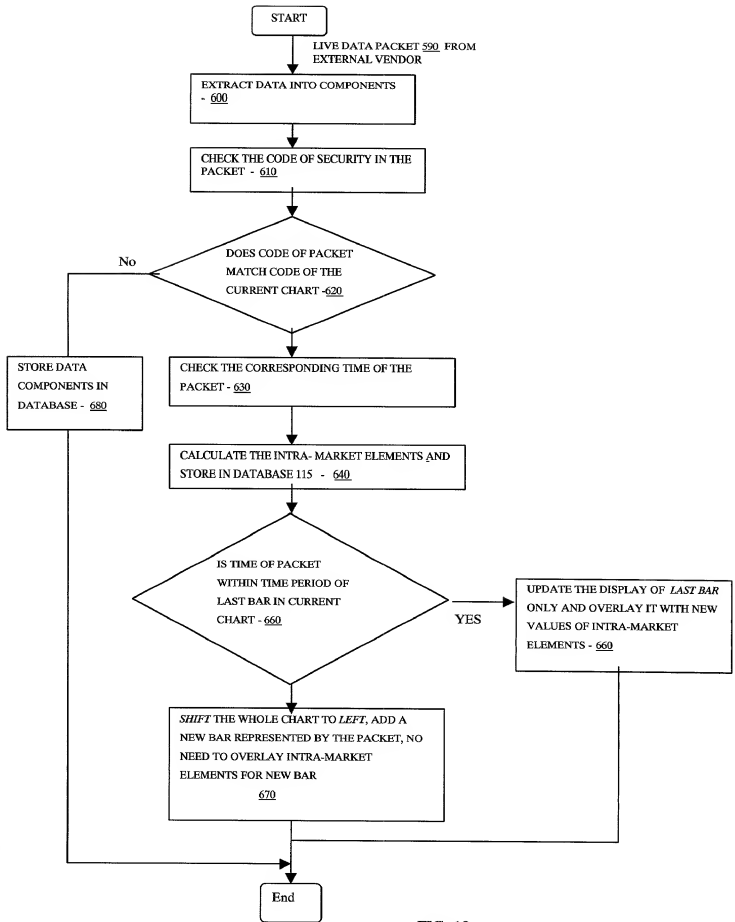 START
LIVE DATA PACKET 590 FROM
EXTERNAL VENDOR
EXTRACT DATA INTO COMPONENTS
- 600
CHECK THE CODE OF SECURITY IN THE
PACKET - 610
DOES CODE OF PACKET
MATCH CODE OF THE
CURRENT CHART -620
No
STORE DATA
COMPONENTS IN
DATABASE - 680
CHECK THE CORRESPONDING TIME OF THE
PACKET - 630
CALCULATE THE INTRA- MARKET ELEMENTS AND
STORE IN DATABASE 115 - 640
IS TIME OF PACKET
WITHIN TIME PERIOD OF
LAST BAR IN CURRENT
CHART - 660
YES
UPDATE THE DISPLAY OF LAST BAR
ONLY AND OVERLAY IT WITH NEW
VALUES OF INTRA-MARKET
ELEMENTS - 660
SHIFT THE WHOLE CHART TO LEFT, ADD A
NEW BAR REPRESENTED BY THE PACKET, NO
NEED TO OVERLAY INTRA-MARKET
ELEMENTS FOR NEW BAR
670
End